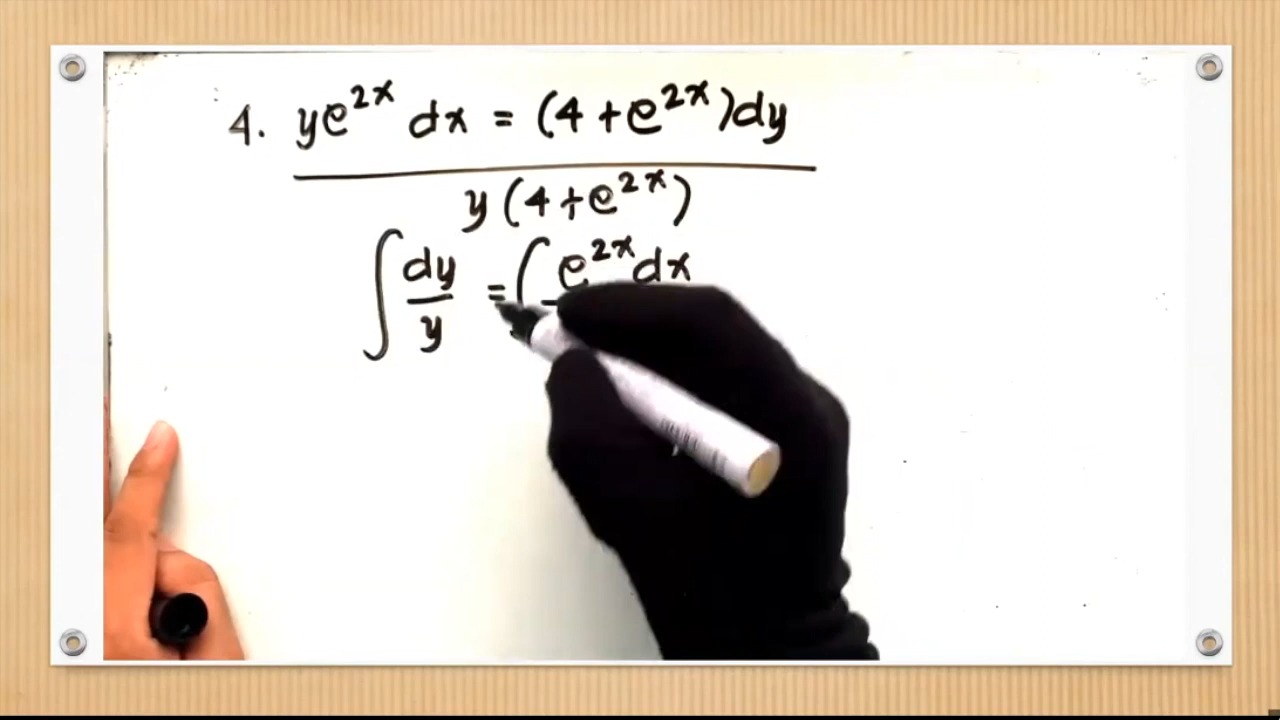 4. ye^{2x} dx = (4 + e^{2x})dy
y(4 + e^{2x})
∫ dy/y = ∫ e^{2x} dx